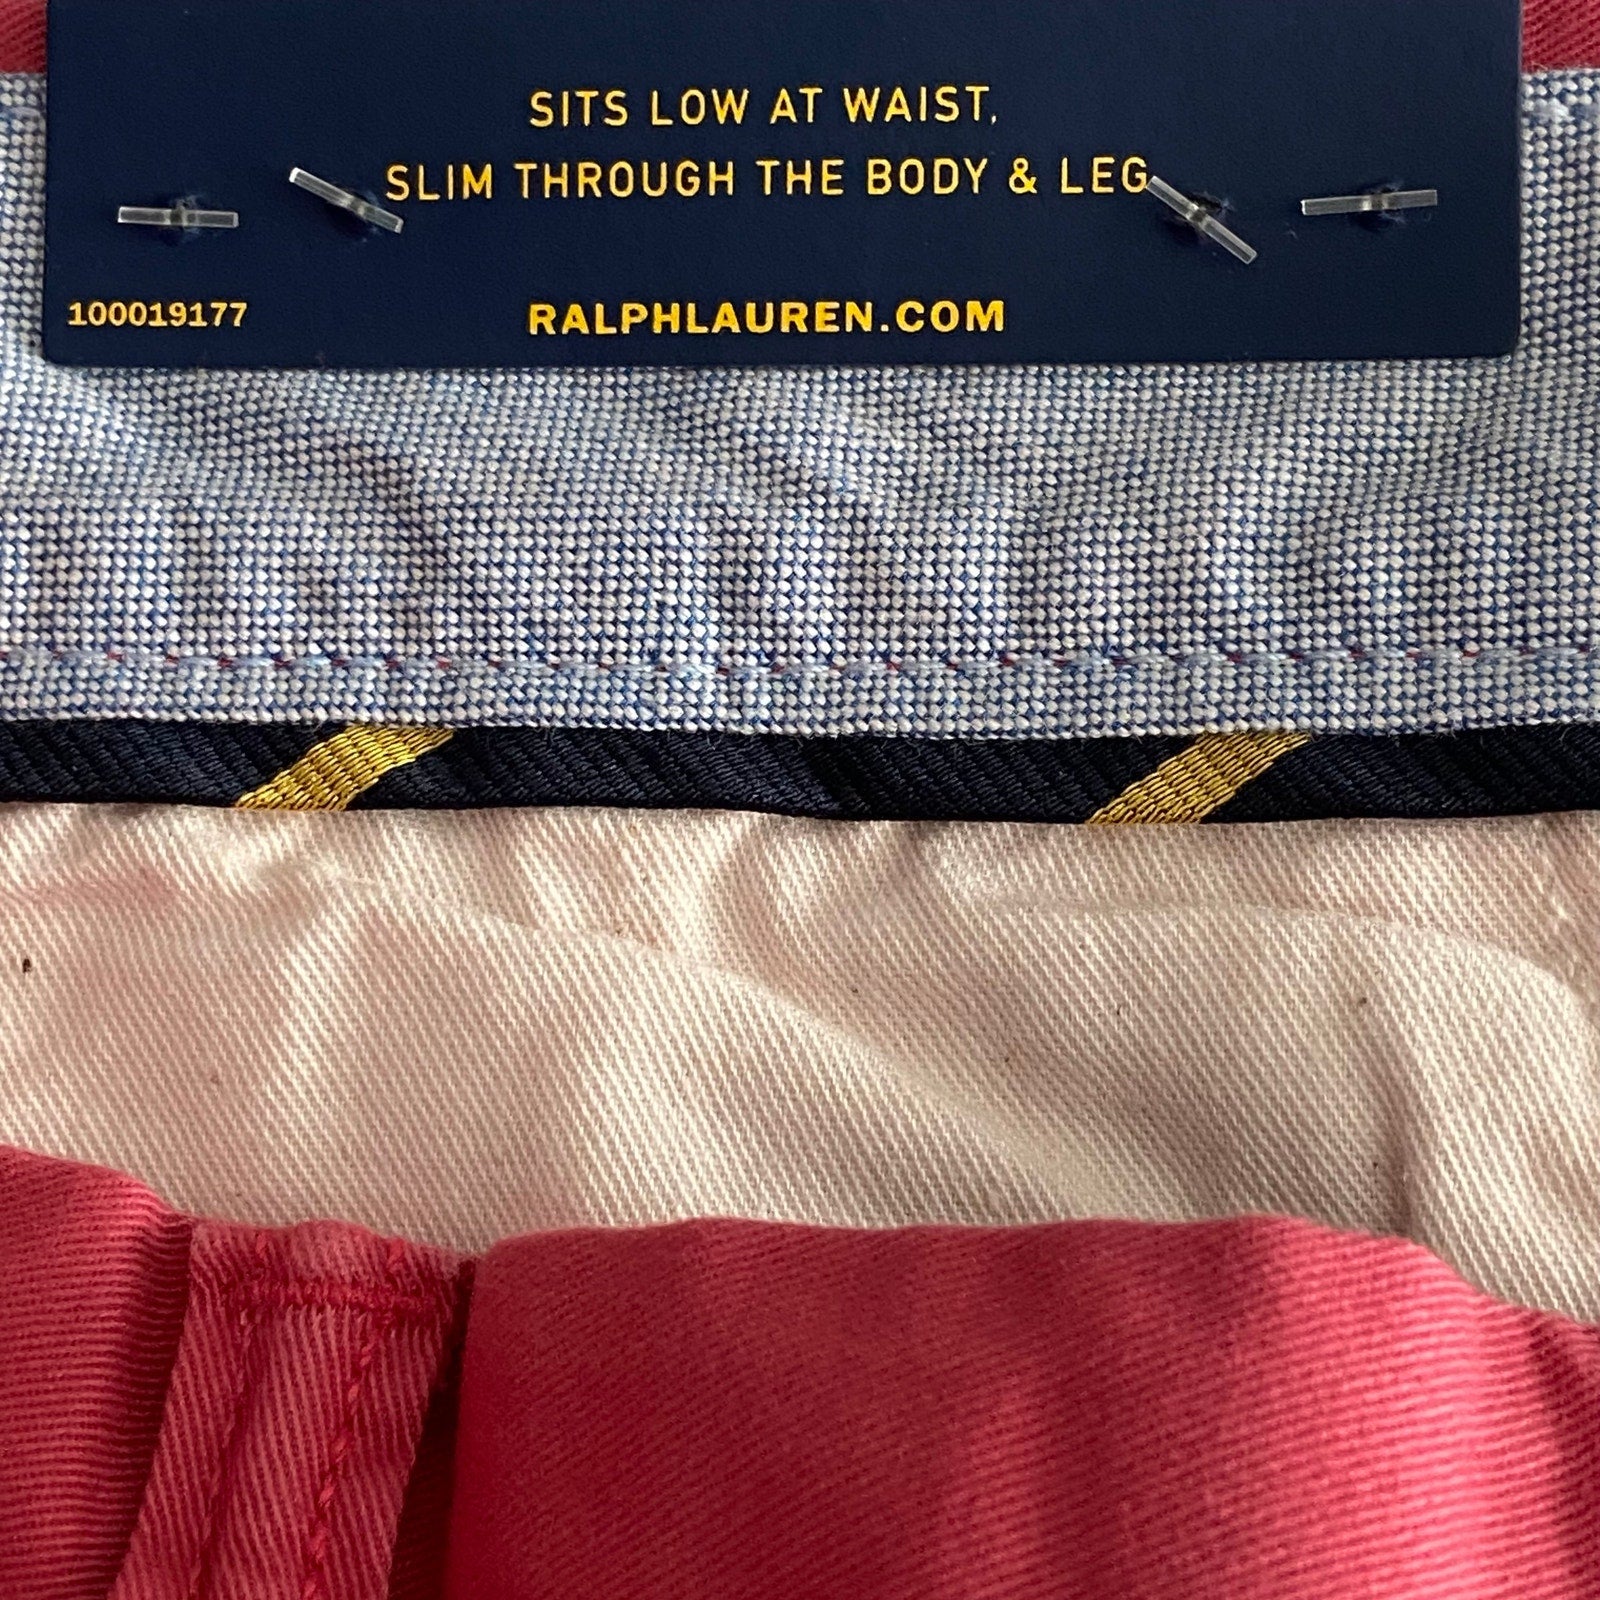 SITS LOW AT WAIST,
SLIM THROUGH THE BODY & LEG
100019177
RALPHLAUREN.COM